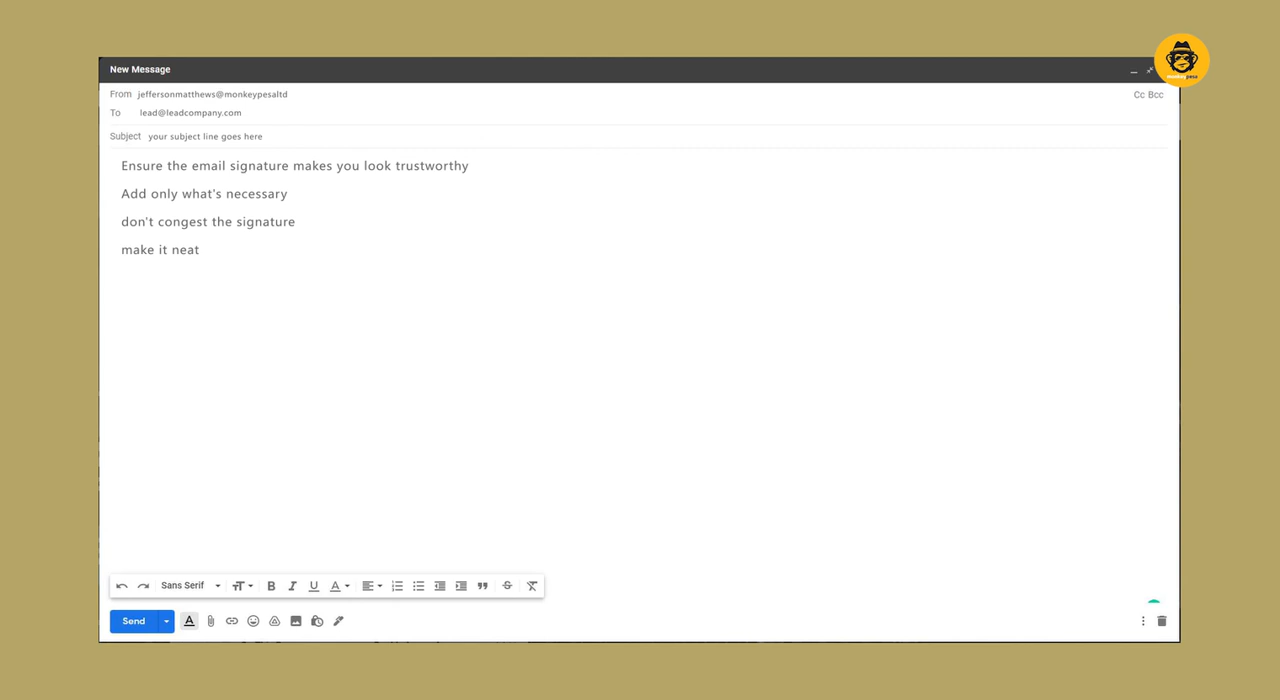 New Message
From jeffersonmatthews@monkeypesaltd
Cc Bcc
To lead@leadcompany.com
Subject your subject line goes here
Ensure the email signature makes you look trustworthy
Add only what's necessary
don't congest the signature
make it neat
Sans Serif
Send
monkeypesa